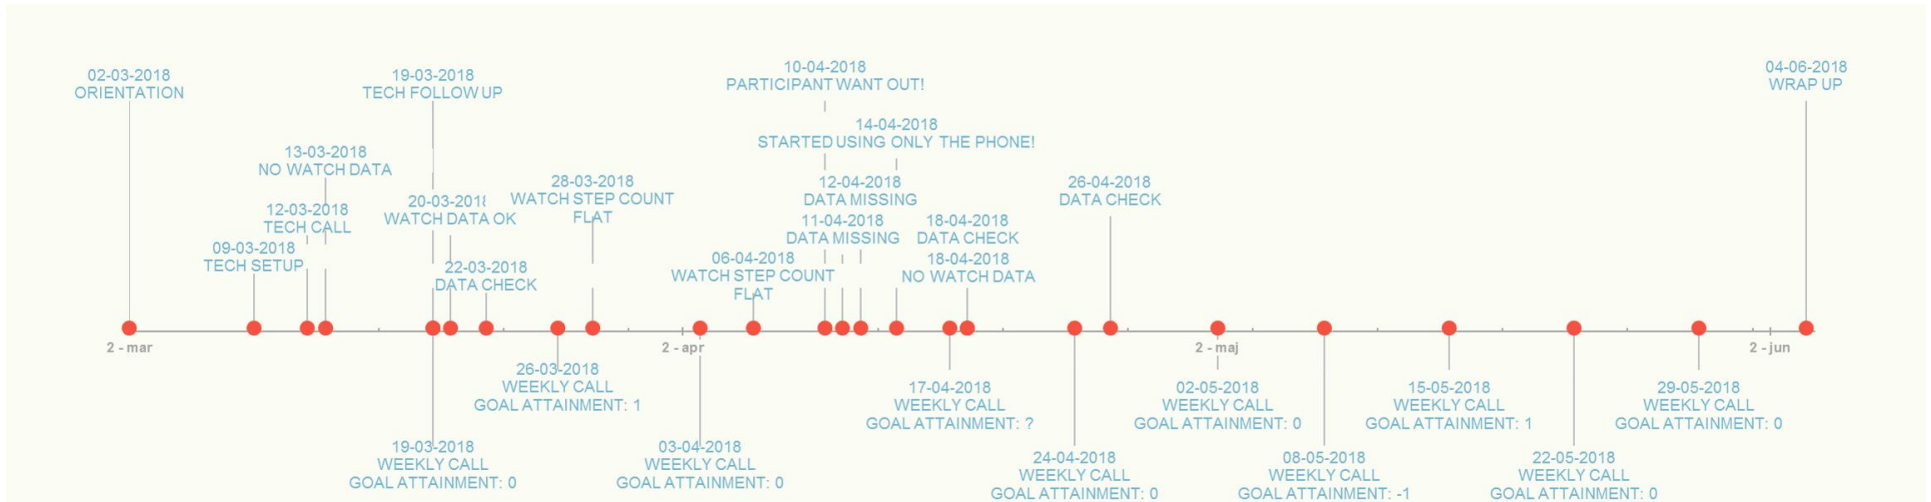 02-03-2018
ORIENTATION
09-03-2018
TECH SETUP
12-03-2018
TECH CALL
13-03-2018
NO WATCH DATA
19-03-2018
TECH FOLLOW UP
20-03-2018
WATCH DATA OK
22-03-2018
DATA CHECK
28-03-2018
WATCH STEP COUNT
FLAT
06-04-2018
WATCH STEP COUNT
FLAT
10-04-2018
PARTICIPANT WANT OUT!
11-04-2018
DATA MISSING
12-04-2018
DATA MISSING
14-04-2018
STARTED USING ONLY THE PHONE!
18-04-2018
DATA CHECK
18-04-2018
NO WATCH DATA
26-04-2018
DATA CHECK
04-06-2018
WRAP UP
2 - mar
2 - apr
2 - maj
2 - jun
19-03-2018
WEEKLY CALL
GOAL ATTAINMENT: 0
26-03-2018
WEEKLY CALL
GOAL ATTAINMENT: 1
03-04-2018
WEEKLY CALL
GOAL ATTAINMENT: 0
17-04-2018
WEEKLY CALL
GOAL ATTAINMENT: ?
24-04-2018
WEEKLY CALL
GOAL ATTAINMENT: 0
02-05-2018
WEEKLY CALL
GOAL ATTAINMENT: 0
08-05-2018
WEEKLY CALL
GOAL ATTAINMENT: -1
15-05-2018
WEEKLY CALL
GOAL ATTAINMENT: 1
22-05-2018
WEEKLY CALL
GOAL ATTAINMENT: 0
29-05-2018
WEEKLY CALL
GOAL ATTAINMENT: 0